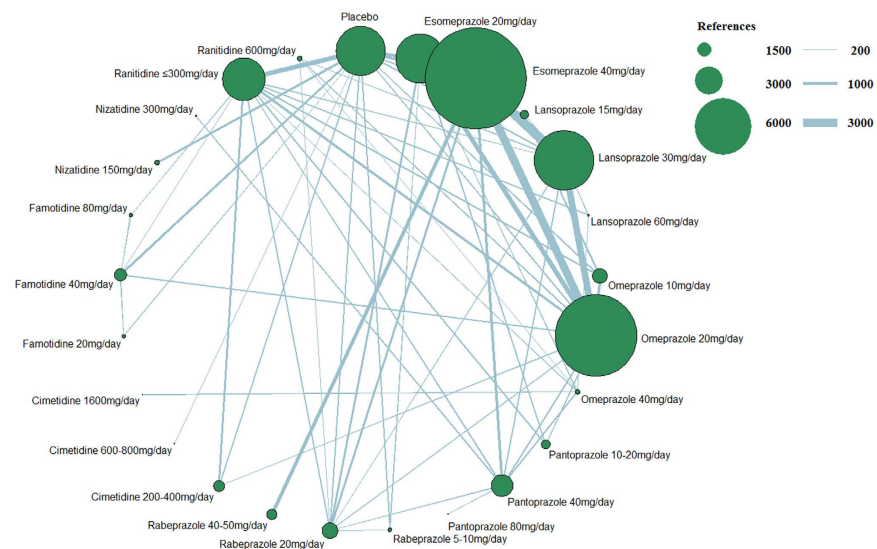 Placebo
Esomeprazole 20mg/day
References
Ranitidine 600mg/day
1500
200
Ranitidine ≤300mg/day
Esomeprazole 40mg/day
3000
1000
Nizatidine 300mg/day
Lansoprazole 15mg/day
6000
3000
Lansoprazole 30mg/day
Nizatidine 150mg/day
Famotidine 80mg/day
Lansoprazole 60mg/day
Famotidine 40mg/day
Omeprazole 10mg/day
Famotidine 20mg/day
Omeprazole 20mg/day
Cimetidine 1600mg/day
Omeprazole 40mg/day
Cimetidine 600-800mg/day
Pantoprazole 10-20mg/day
Cimetidine 200-400mg/day
Pantoprazole 40mg/day
Rabeprazole 40-50mg/day
Pantoprazole 80mg/day
Rabeprazole 20mg/day
Rabeprazole 5-10mg/day